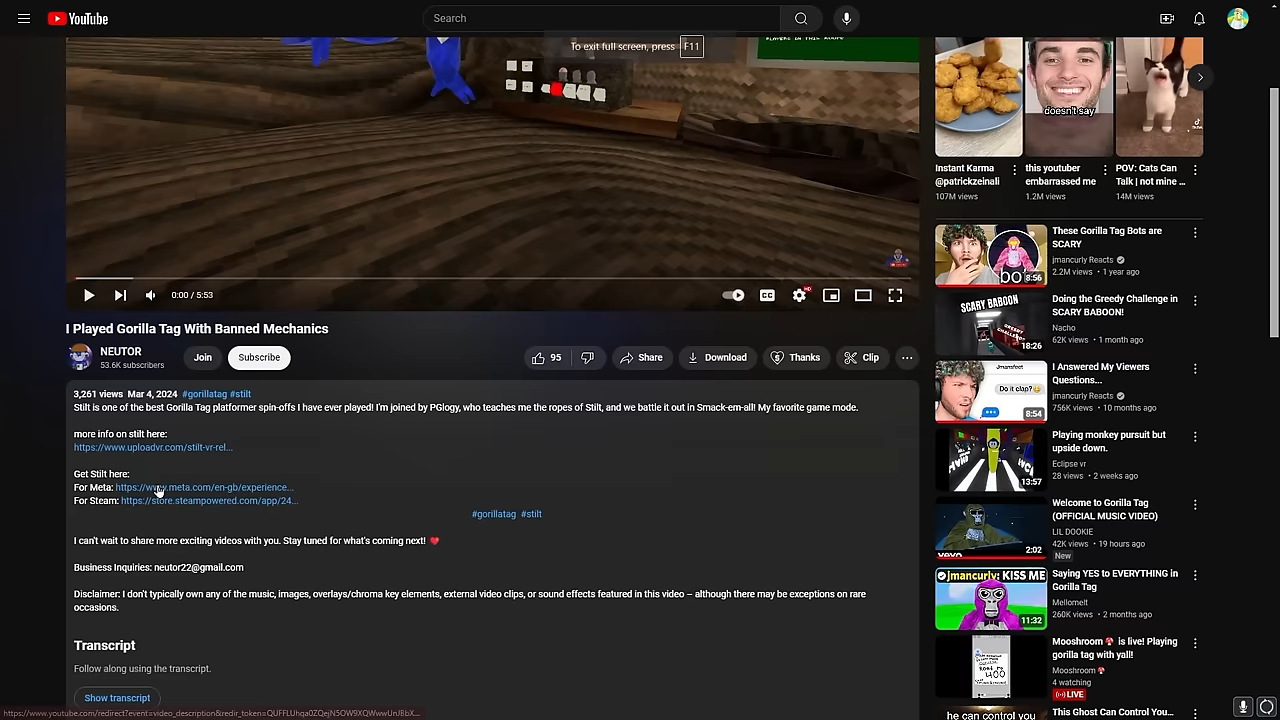 YouTube
Search
To exit full screen, press F11
0:00 / 5:53
CC
HD
I Played Gorilla Tag With Banned Mechanics
NEUTOR
53.6K subscribers
Join
Subscribe
95
Share
Download
Thanks
Clip
3,261 views Mar 4, 2024 #gorillatag #stilt
Stilt is one of the best Gorilla Tag platformer spin-offs I have ever played! I'm joined by PGlogy, who teaches me the ropes of Stilt, and we battle it out in Smack-em-all! My favorite game mode.
more info on stilt here:
https://www.uploadvr.com/stilt-vr-rel...
Get Stilt here:
For Meta: https://www.meta.com/en-gb/experience...
For Steam: https://store.steampowered.com/app/24...
#gorillatag #stilt
I can't wait to share more exciting videos with you. Stay tuned for what's coming next!
Business Inquiries: neutor22@gmail.com
Disclaimer: I don't typically own any of the music, images, overlays/chroma key elements, external video clips, or sound effects featured in this video – although there may be exceptions on rare
occasions.
Transcript
Follow along using the transcript.
Show transcript
doesn't say
Instant Karma
@patrickzeinali
107M views
this youtuber
embarrassed me
1.2M views
POV: Cats Can
Talk | not mine ...
14M views
bo
8:56
These Gorilla Tag Bots are
SCARY
jmancurly Reacts
2.2M views • 1 year ago
SCARY BABOON
18:26
Doing the Greedy Challenge in
SCARY BABOON!
Nacho
62K views • 1 month ago
Do it clap?
8:54
I Answered My Viewers
Questions...
jmancurly Reacts
756K views • 10 months ago
13:57
Playing monkey pursuit but
upside down.
Eclipse vr
28 views • 2 weeks ago
vevo
2:02
Welcome to Gorilla Tag
(OFFICIAL MUSIC VIDEO)
LIL DOOKIE
42K views • 19 hours ago
New
jmancurly: KISS ME
11:32
Saying YES to EVERYTHING in
Gorilla Tag
Mellomelt
260K views • 2 months ago
400
Mooshroom is live! Playing
gorilla tag with yall!
Mooshroom
4 watching
LIVE
he can control you
This Ghost Can Control You...